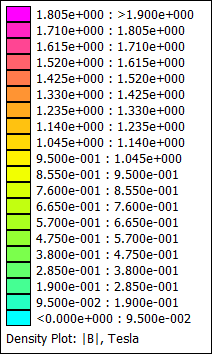 1.805e+000 : >1.900e+000
1.710e+000 : 1.805e+000
1.615e+000 : 1.710e+000
1.520e+000 : 1.615e+000
1.425e+000 : 1.520e+000
1.330e+000 : 1.425e+000
1.235e+000 : 1.330e+000
1.140e+000 : 1.235e+000
1.045e+000 : 1.140e+000
9.500e-001 : 1.045e+000
8.550e-001 : 9.500e-001
7.600e-001 : 8.550e-001
6.650e-001 : 7.600e-001
5.700e-001 : 6.650e-001
4.750e-001 : 5.700e-001
3.800e-001 : 4.750e-001
2.850e-001 : 3.800e-001
1.900e-001 : 2.850e-001
9.500e-002 : 1.900e-001
<0.000e+000 : 9.500e-002
Density Plot: |B|, Tesla